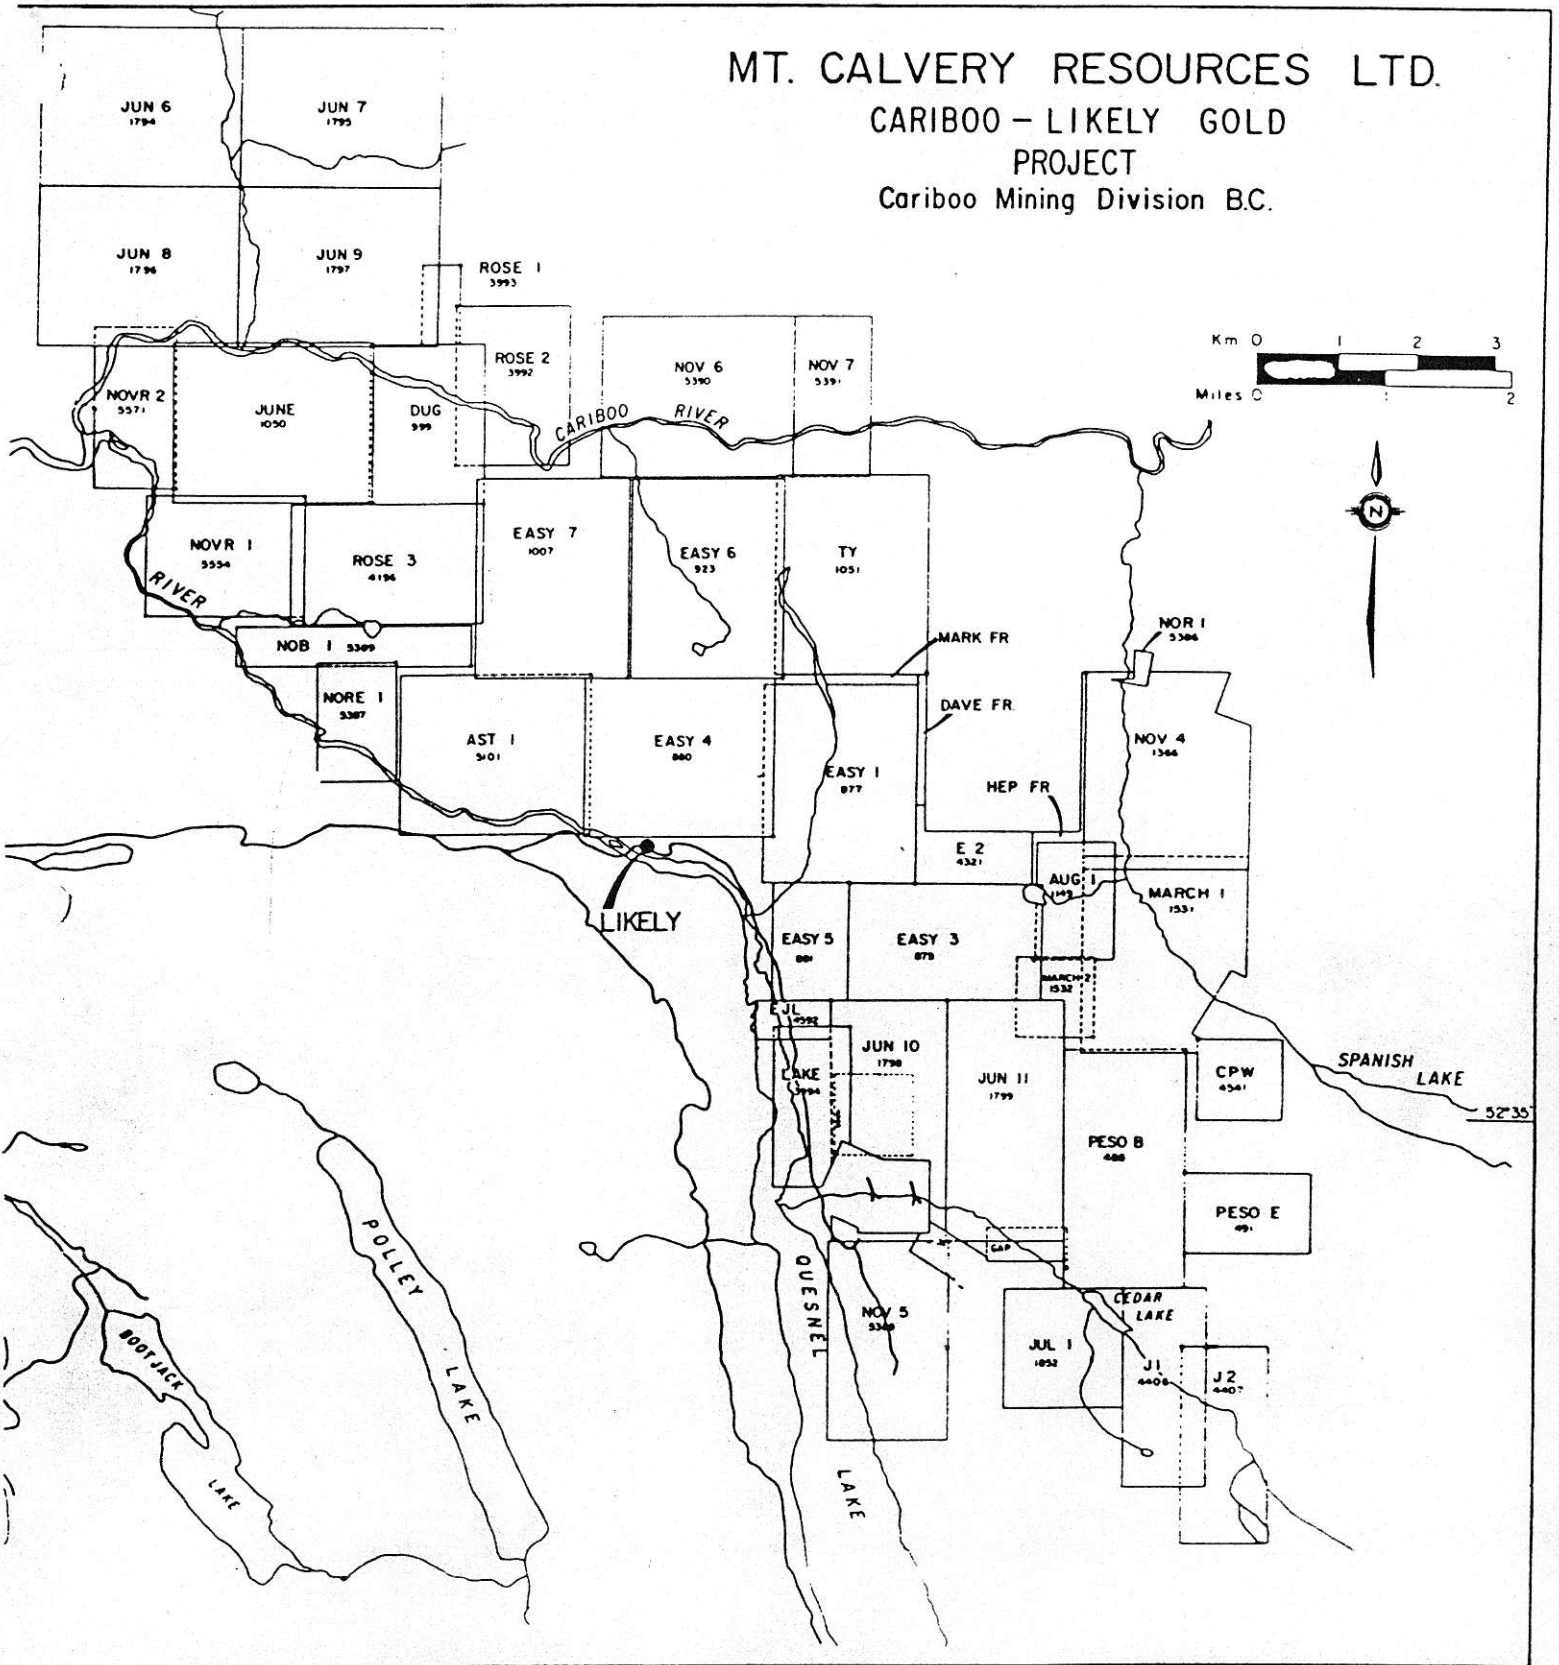 MT. CALVERY RESOURCES LTD.
CARIBOO – LIKELY GOLD
PROJECT
Cariboo Mining Division B.C.
JUN 6
1794
JUN 7
1795
JUN 8
1796
JUN 9
1797
ROSE 1
3993
ROSE 2
3992
NOV 6
5390
NOV 7
5391
Km 0 1 2 3
Miles 0 1 2
NOVR 2
5571
JUNE
1050
DUG
999
CARIBOO RIVER
N
NOVR 1
5554
ROSE 3
4196
EASY 7
1007
EASY 6
923
TY
1051
RIVER
NOB 1 5389
MARK FR
NOR 1
5386
NORE 1
5387
DAVE FR.
AST 1
5101
EASY 4
880
EASY 1
877
NOV 4
1366
HEP FR
E 2
4321
AUG 1
1149
MARCH 1
1531
LIKELY
EASY 5
881
EASY 3
879
MARCH 2
1532
EJL
4592
JUN 10
1798
LAKE
3994
JUN 11
1799
CPW
4541
SPANISH LAKE
52°35'
PESO B
488
PESO E
491
GAP
POLLEY LAKE
QUESNEL LAKE
NOV 5
CEDAR LAKE
BOOTJACK LAKE
JUL 1
1852
J 1
4406
J 2
4407